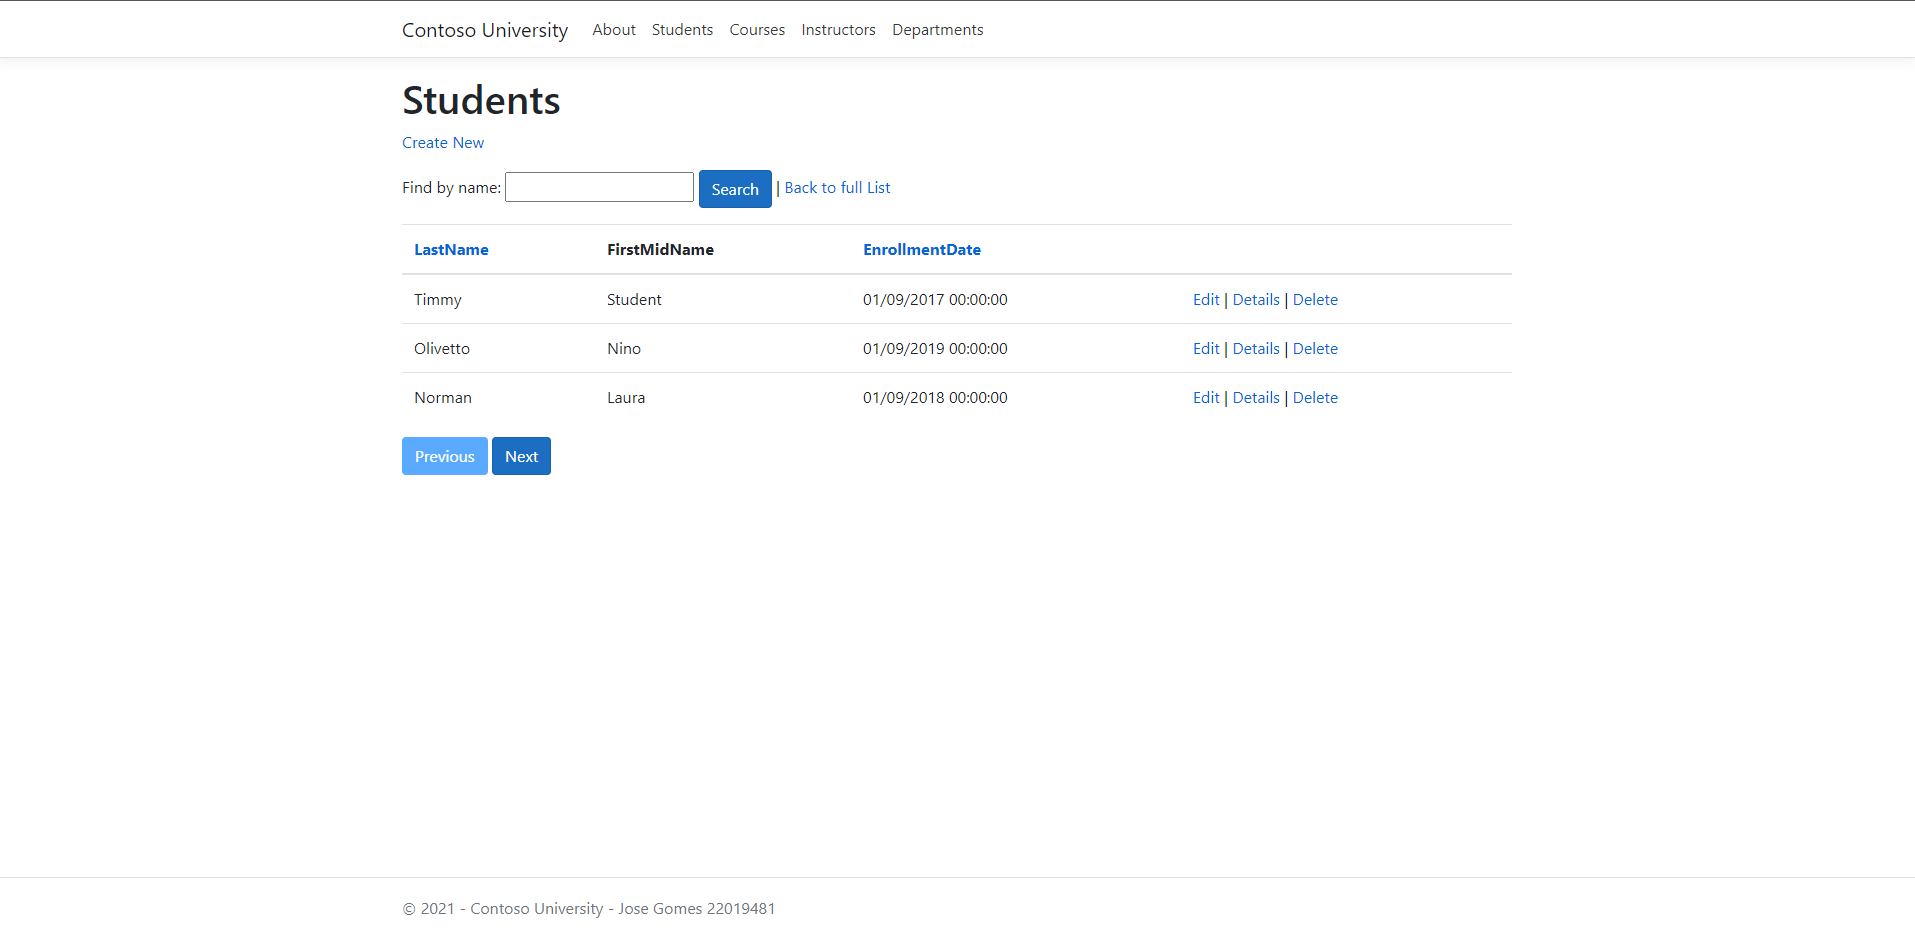 Contoso University About Students Courses Instructors Departments
Students
Create New
Find by name: Search | Back to full List
LastName FirstMidName EnrollmentDate
Timmy Student 01/09/2017 00:00:00 Edit | Details | Delete
Olivetto Nino 01/09/2019 00:00:00 Edit | Details | Delete
Norman Laura 01/09/2018 00:00:00 Edit | Details | Delete
Previous Next
© 2021 - Contoso University - Jose Gomes 22019481